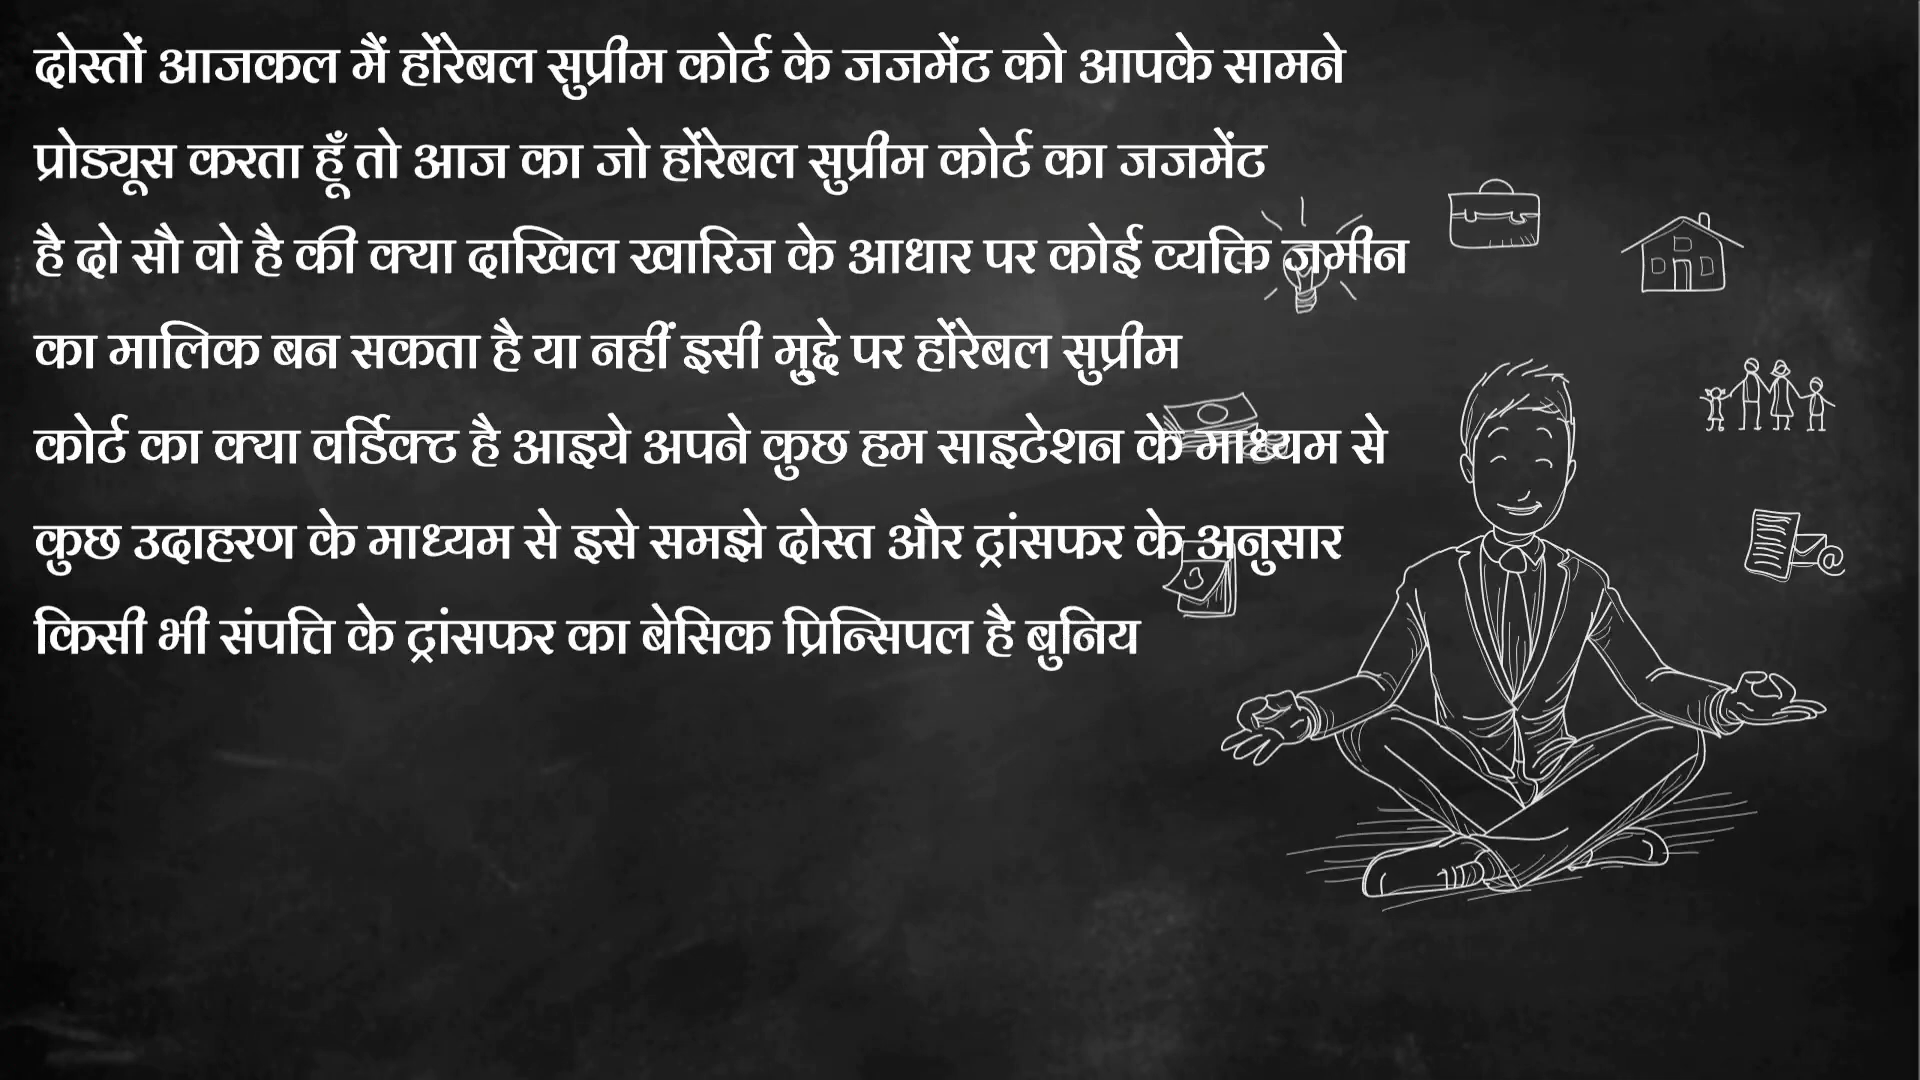 दोस्तों आजकल मैं होंरेबल सुप्रीम कोर्ट के जजमेंट को आपके सामने
प्रोड्यूस करता हूँ तो आज का जो होंरेबल सुप्रीम कोर्ट का जजमेंट
है दो सौ वो है की क्या दाखिल खारिज के आधार पर कोई व्यक्ति ज़मीन
का मालिक बन सकता है या नहीं इसी मुद्दे पर होंरेबल सुप्रीम
कोर्ट का क्या वर्डिक्ट है आइये अपने कुछ हम साइटेशन के माध्यम से
कुछ उदाहरण के माध्यम से इसे समझे दोस्त और ट्रांसफर के अनुसार
किसी भी संपत्ति के ट्रांसफर का बेसिक प्रिन्सिपल है बुनिय